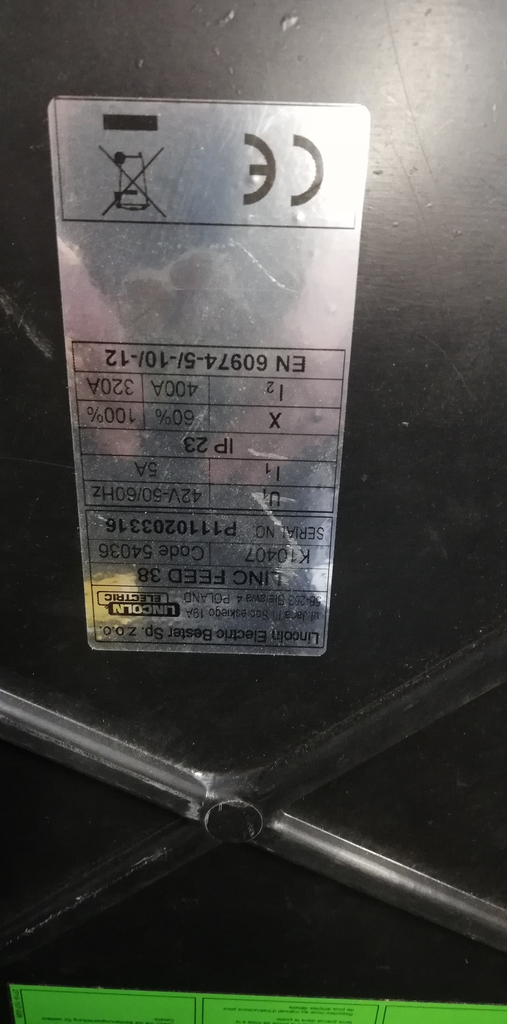 Lincoln Electric Bester Sp. z o.o.
ul. Jana III Sobieskiego 19A
58-263 Bielawa 4 POLAND
LINCOLN
ELECTRIC
LINC FEED 38
K10407 Code 54036
SERIAL NO. P1110203316
U1 42V-50/60Hz
I1 5A
IP 23
X 60% 100%
I2 400A 320A
EN 60974-5/-10/-12
CE